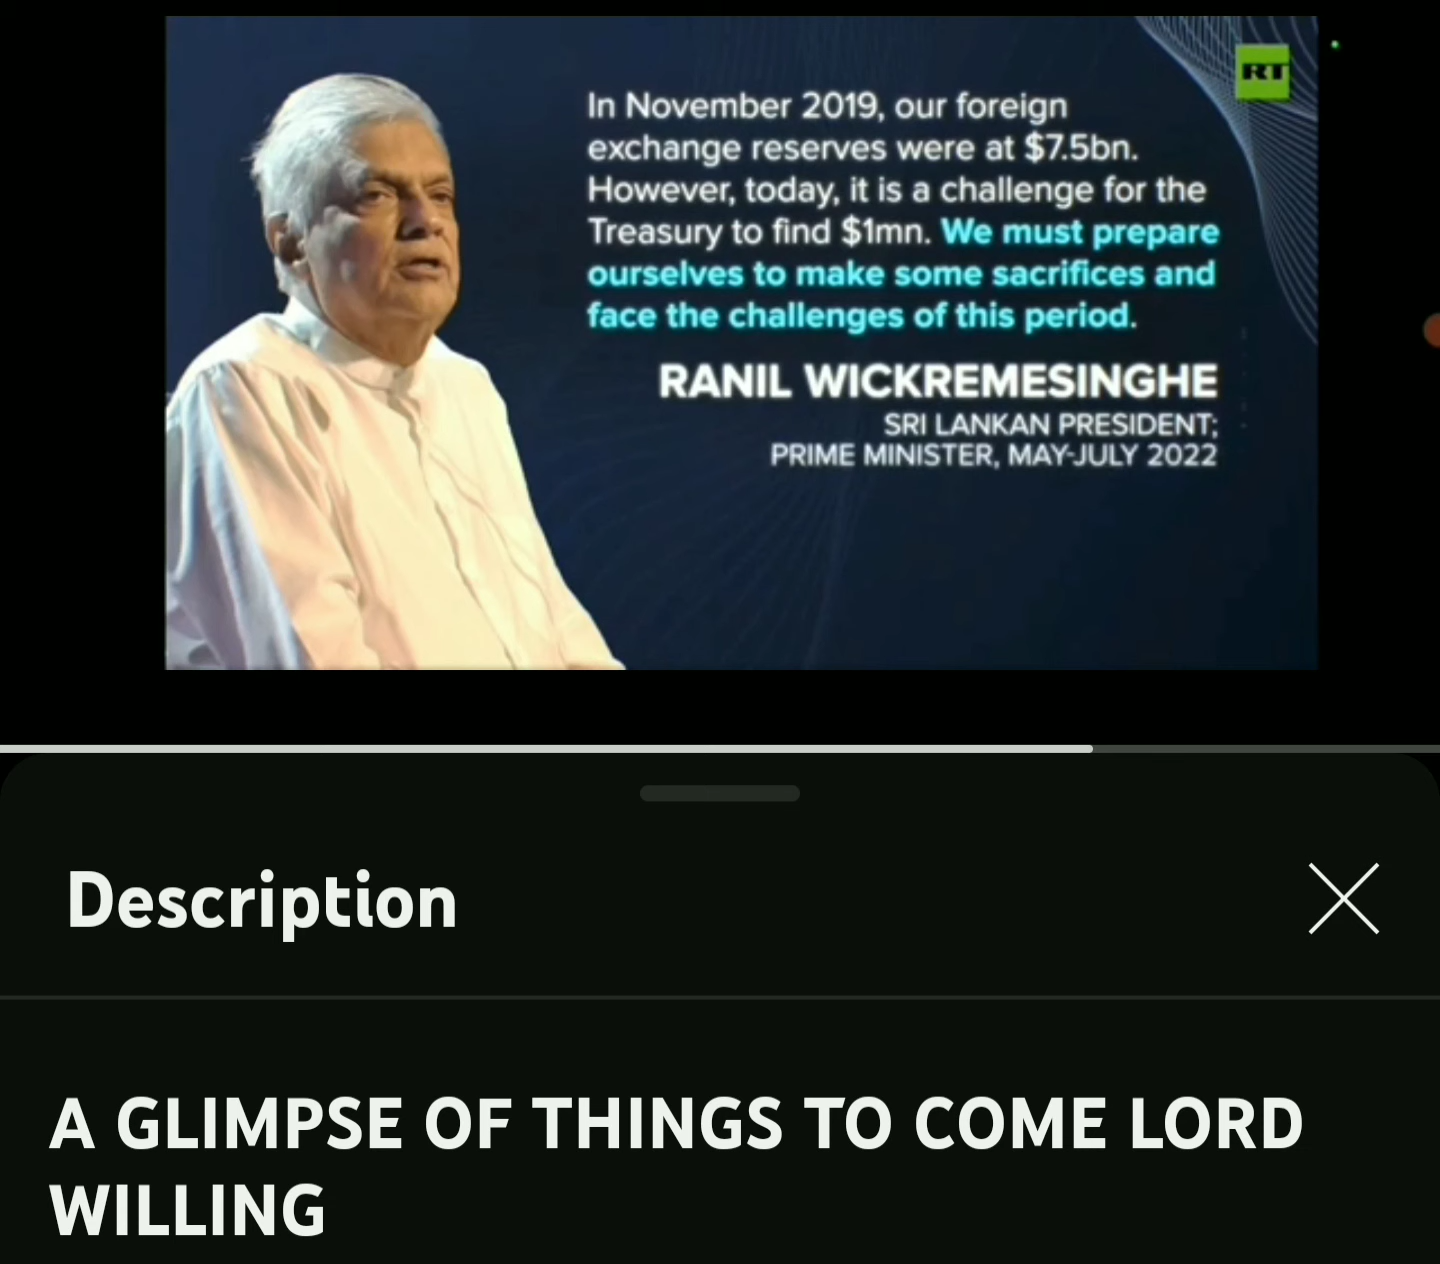 RT
In November 2019, our foreign
exchange reserves were at $7.5bn.
However, today, it is a challenge for the
Treasury to find $1mn. We must prepare
ourselves to make some sacrifices and
face the challenges of this period.
RANIL WICKREMESINGHE
SRI LANKAN PRESIDENT;
PRIME MINISTER, MAY-JULY 2022
Description
A GLIMPSE OF THINGS TO COME LORD
WILLING